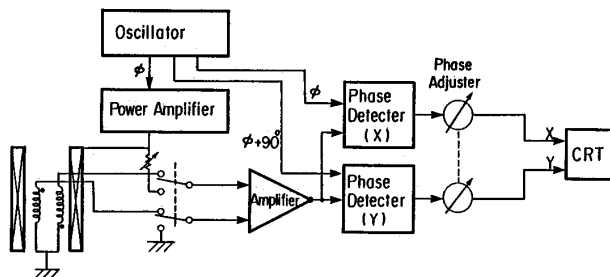 Oscillator
ϕ
Power Amplifier
ϕ+90°
ϕ
Amplifier
Phase
Detecter
(X)
Phase
Detecter
(Y)
Phase
Adjuster
X
Y
CRT